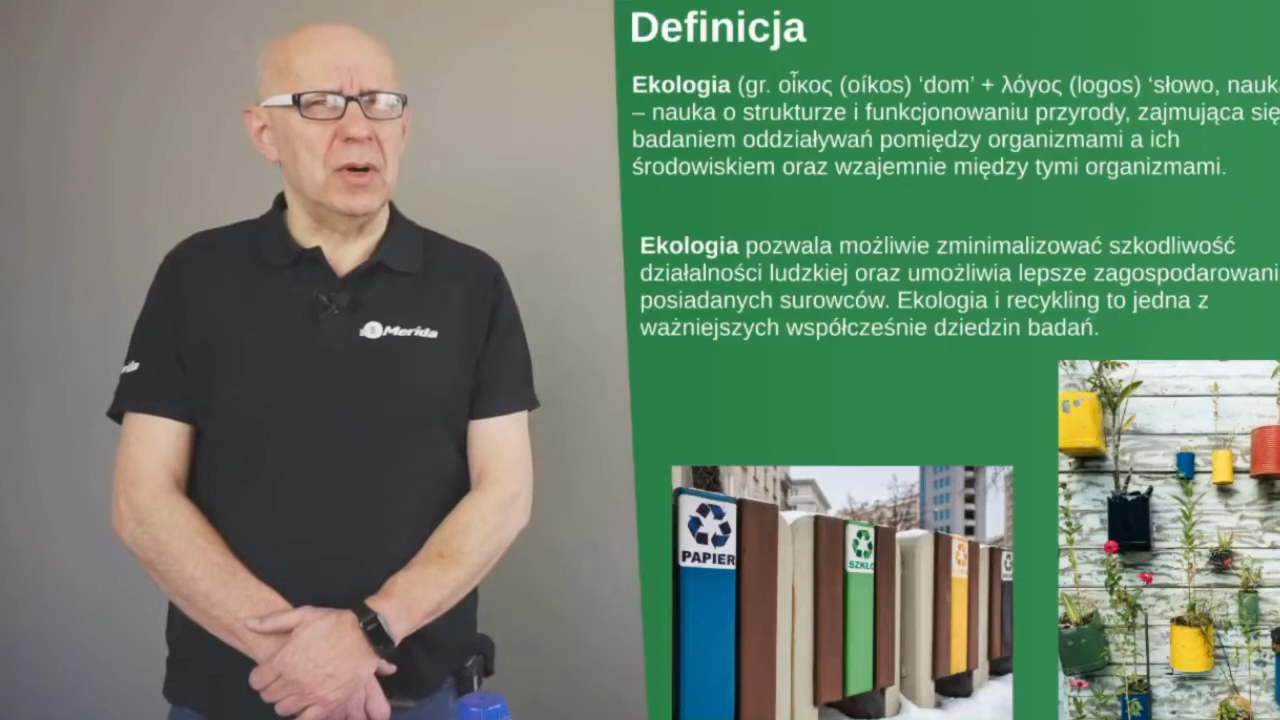 Definicja
Ekologia (gr. οἶκος (oíkos) ‘dom’ + λόγος (logos) ‘słowo, nauk
– nauka o strukturze i funkcjonowaniu przyrody, zajmująca się
badaniem oddziaływań pomiędzy organizmami a ich
środowiskiem oraz wzajemnie między tymi organizmami.
Ekologia pozwala możliwie zminimalizować szkodliwość
działalności ludzkiej oraz umożliwia lepsze zagospodarowani
posiadanych surowców. Ekologia i recykling to jedna z
ważniejszych współcześnie dziedzin badań.
Merida
PAPIER
SZKŁO